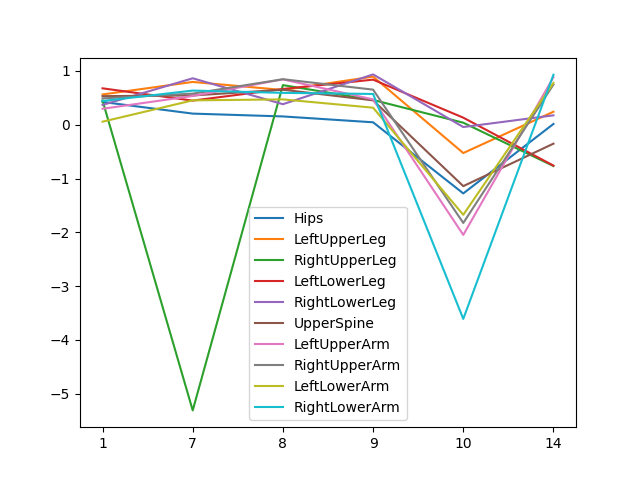 1
0
−1
−2
−3
−4
−5
1 7 8 9 10 14
Hips
LeftUpperLeg
RightUpperLeg
LeftLowerLeg
RightLowerLeg
UpperSpine
LeftUpperArm
RightUpperArm
LeftLowerArm
RightLowerArm